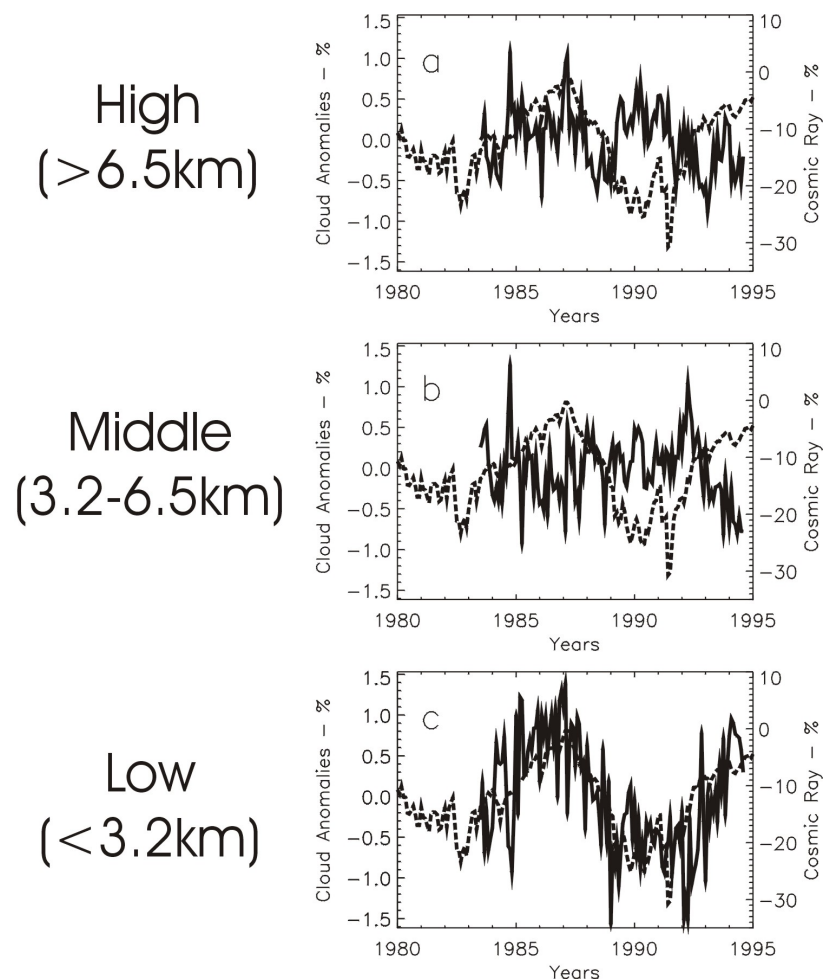 High
(>6.5km)
a
Cloud Anomalies – %
1.5
1.0
0.5
0.0
−0.5
−1.0
−1.5
10
0
−10
−20
−30
Cosmic Ray – %
1980 1985 1990 1995
Years
Middle
(3.2-6.5km)
b
Cloud Anomalies – %
1.5
1.0
0.5
0.0
−0.5
−1.0
−1.5
10
0
−10
−20
−30
Cosmic Ray – %
1980 1985 1990 1995
Years
Low
(<3.2km)
c
Cloud Anomalies – %
1.5
1.0
0.5
0.0
−0.5
−1.0
−1.5
10
0
−10
−20
−30
Cosmic Ray – %
1980 1985 1990 1995
Years